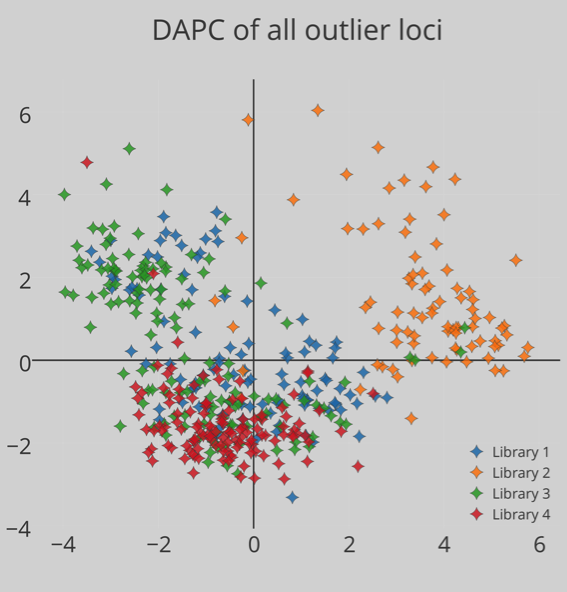 DAPC of all outlier loci
6
4
2
0
−2
−4
−4 −2 0 2 4 6
Library 1
Library 2
Library 3
Library 4